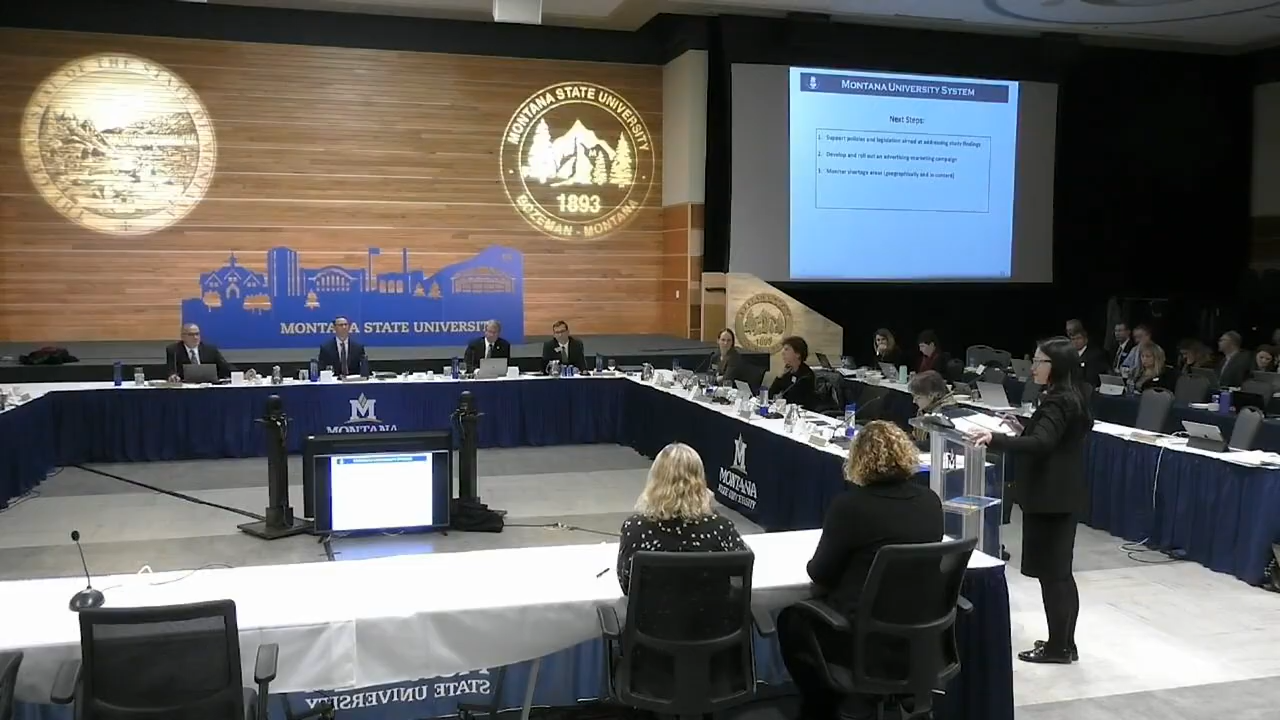 MONTANA UNIVERSITY SYSTEM
Next Steps:
1. Support policies and legislation aimed at addressing study findings
2. Develop and roll out an advertising-marketing campaign
3. Monitor shortage areas (geographically and in content)
MONTANA STATE UNIVERSITY
1893
BOZEMAN - MONTANA
MONTANA STATE UNIVERSITY
M
MONTANA
MONTANA
STATE UNIVERSITY
M
STATE UNIVERSITY